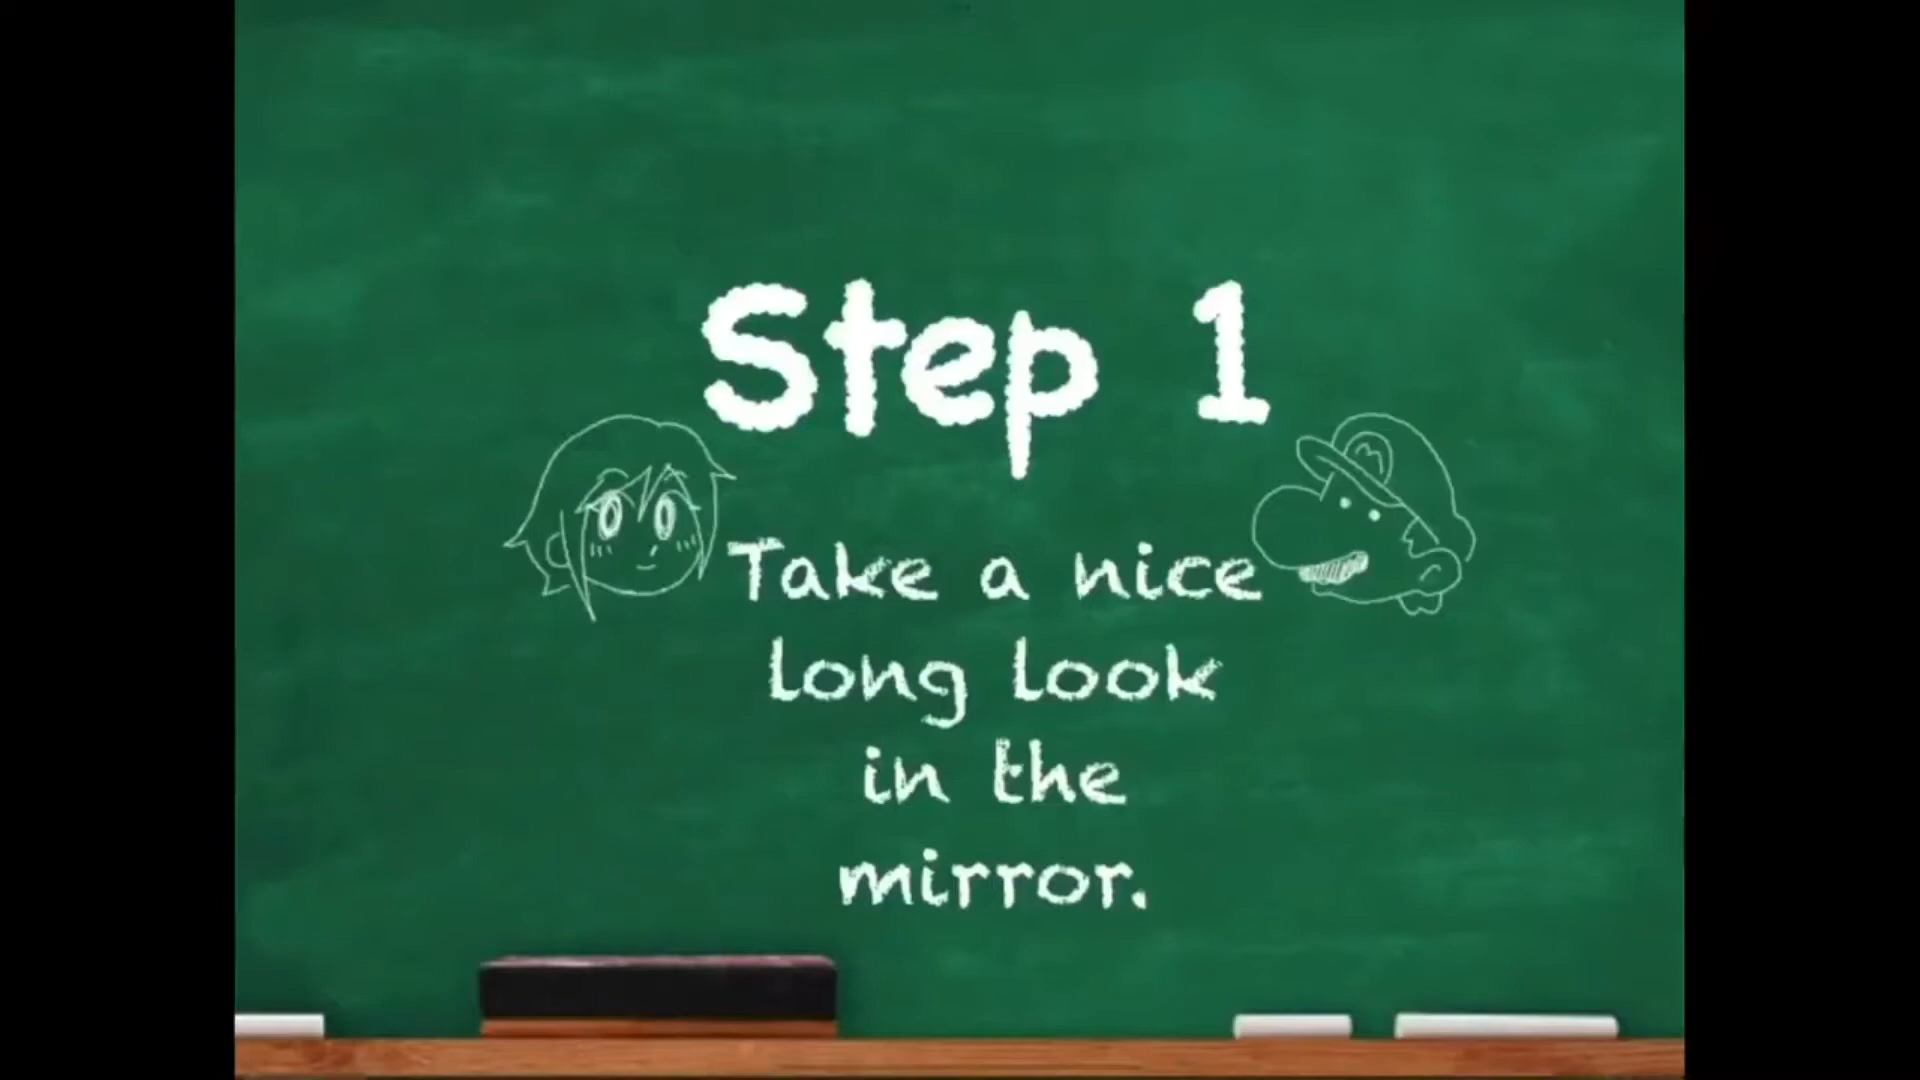 Step 1
Take a nice
long look
in the
mirror.
M